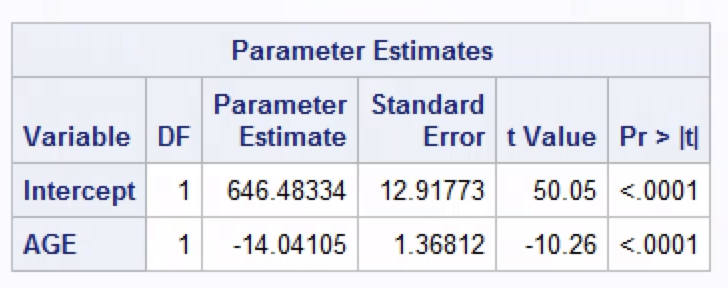 Parameter Estimates
Variable DF Parameter Estimate Standard Error t Value Pr > |t|
Intercept 1 646.48334 12.91773 50.05 <.0001
AGE 1 -14.04105 1.36812 -10.26 <.0001